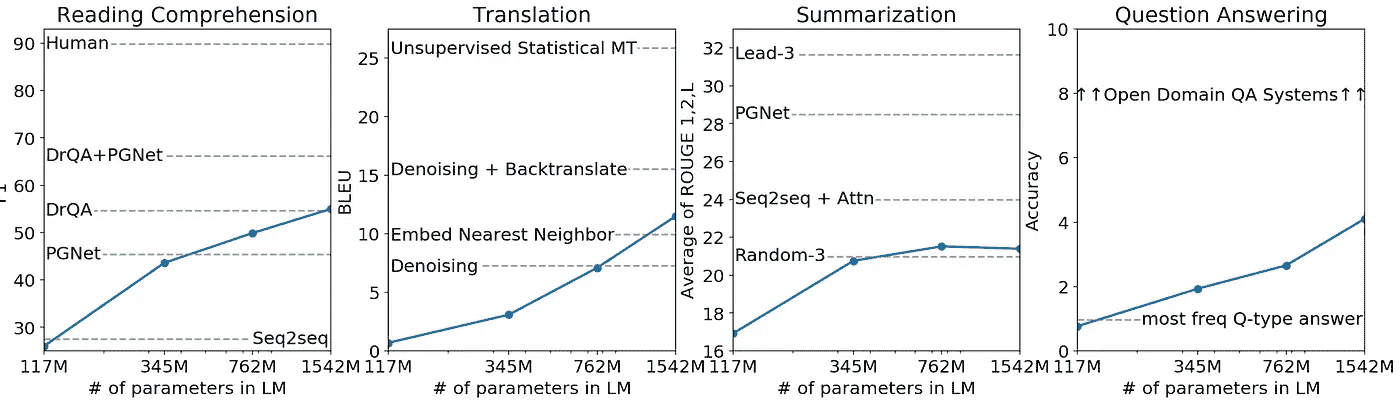 Reading Comprehension
90
80
70
60
50
40
30
Human
DrQA+PGNet
DrQA
PGNet
Seq2seq
117M 345M 762M 1542M
# of parameters in LM
Translation
BLEU
25
20
15
10
5
0
Unsupervised Statistical MT
Denoising + Backtranslate
Embed Nearest Neighbor
Denoising
117M 345M 762M 1542M
# of parameters in LM
Summarization
Average of ROUGE 1,2,L
32
30
28
26
24
22
20
18
16
Lead-3
PGNet
Seq2seq + Attn
Random-3
117M 345M 762M 1542M
# of parameters in LM
Question Answering
Accuracy
10
8
6
4
2
0
↑↑Open Domain QA Systems↑↑
most freq Q-type answer
117M 345M 762M 1542M
# of parameters in LM